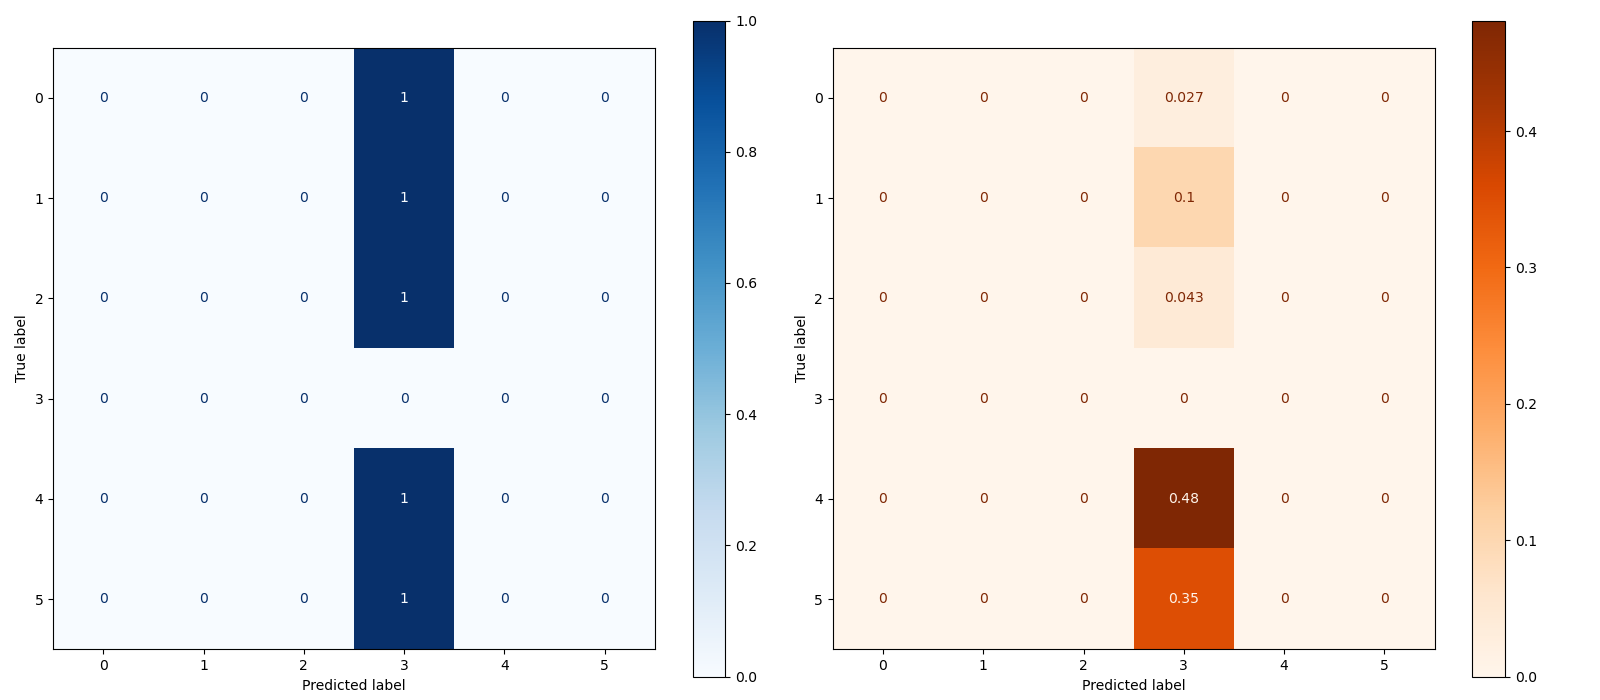 0 0 0 0 1 0 0
1 0 0 0 1 0 0
2 0 0 0 1 0 0
3 0 0 0 0 0 0
4 0 0 0 1 0 0
5 0 0 0 1 0 0
True label
0 1 2 3 4 5
Predicted label
1.0
0.8
0.6
0.4
0.2
0.0
0 0 0 0 0.027 0 0
1 0 0 0 0.1 0 0
2 0 0 0 0.043 0 0
3 0 0 0 0 0 0
4 0 0 0 0.48 0 0
5 0 0 0 0.35 0 0
True label
0 1 2 3 4 5
Predicted label
0.4
0.3
0.2
0.1
0.0